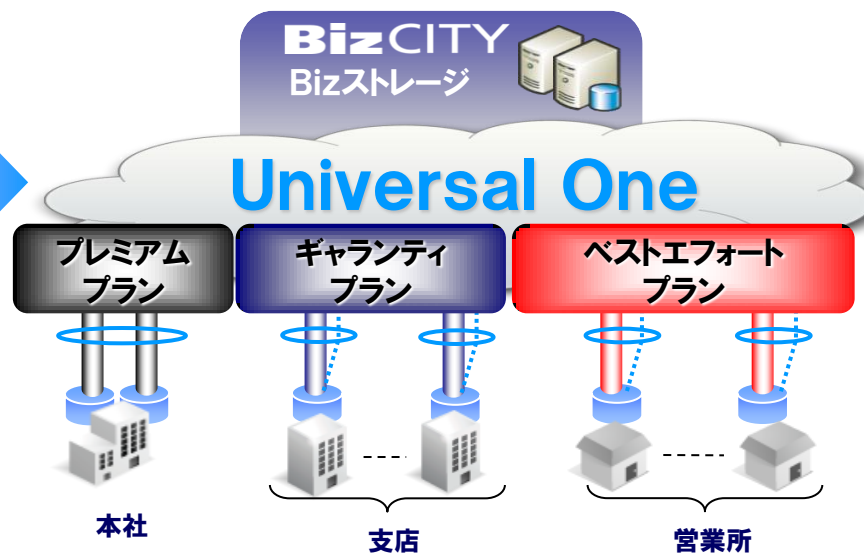 BizCITY
Bizストレージ
Universal One
プレミアム
プラン
ギャランティ
プラン
ベストエフォート
プラン
本社
支店
営業所